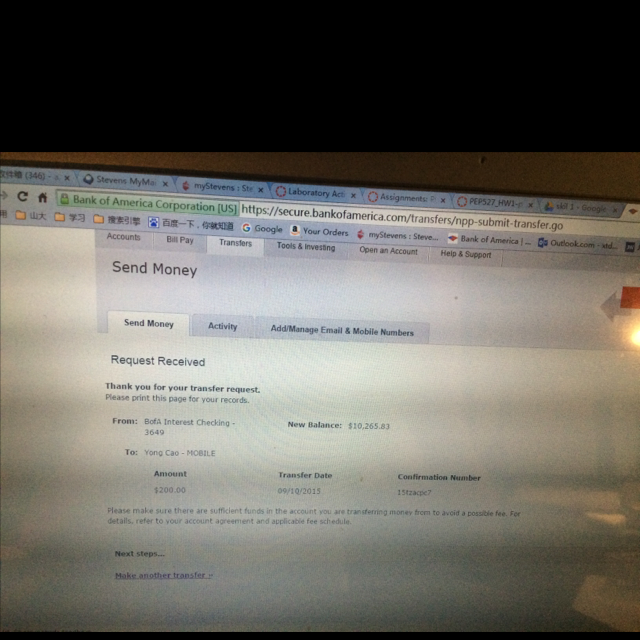 (346) -
Stevens MyMa
myStevens : Ste
Laboratory Acti
Assignments: P
PEP527_HW1
Bank of America Corporation [US] https://secure.bankofamerica.com/transfers/npp-submit-transfer.go
山大 学习 搜索引擎 百度一下，你就知道 Google Your Orders myStevens : Steve... Bank of America | ... Outlook.com -
Accounts Bill Pay Transfers Tools & Investing Open an Account Help & Support
Send Money
Send Money Activity Add/Manage Email & Mobile Numbers
Request Received
Thank you for your transfer request.
Please print this page for your records.
From: BofA Interest Checking - New Balance: $10,265.83
3649
To: Yong Cao - MOBILE
Amount Transfer Date Confirmation Number
$200.00 09/10/2015 15tzacpc7
Please make sure there are sufficient funds in the account you are transferring money from to avoid a possible fee. For
details, refer to your account agreement and applicable fee schedule.
Next steps...
Make another transfer »